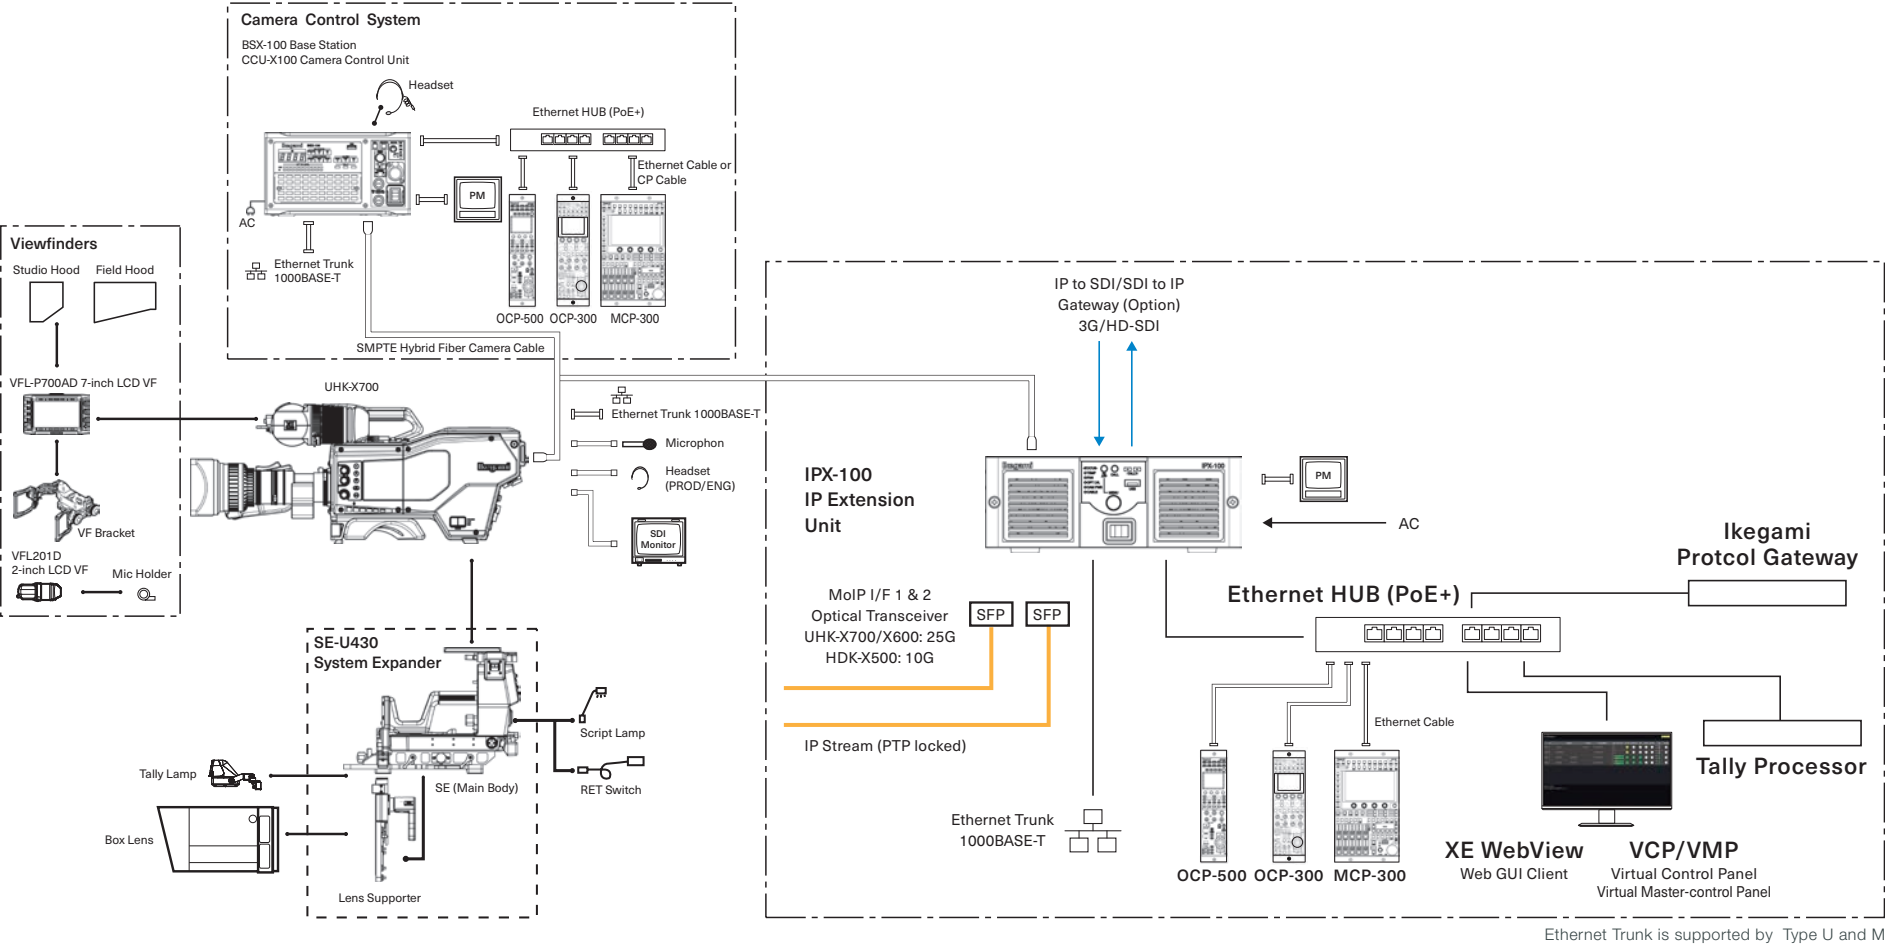 Camera Control System
BSX-100 Base Station
CCU-X100 Camera Control Unit
Headset
Ethernet HUB (PoE+)
Ikegami
Ethernet Cable or
CP Cable
PM
AC
Ethernet Trunk
1000BASE-T
OCP-500 OCP-300 MCP-300
SMPTE Hybrid Fiber Camera Cable
Viewfinders
Studio Hood Field Hood
VFL-P700AD 7-inch LCD VF
VF Bracket
VFL201D
2-inch LCD VF
Mic Holder
UHK-X700
Ikegami
Ethernet Trunk 1000BASE-T
Microphon
Headset
(PROD/ENG)
SDI
Monitor
SE-U430
System Expander
Script Lamp
RET Switch
SE (Main Body)
Tally Lamp
Box Lens
Lens Supporter
IP to SDI/SDI to IP
Gateway (Option)
3G/HD-SDI
IPX-100
IP Extension
Unit
Ikegami
IPX-100
PM
AC
MoIP I/F 1 & 2
Optical Transceiver
UHK-X700/X600: 25G
HDK-X500: 10G
SFP SFP
IP Stream (PTP locked)
Ethernet Trunk
1000BASE-T
Ikegami
Protcol Gateway
Ethernet HUB (PoE+)
Ethernet Cable
Tally Processor
OCP-500 OCP-300 MCP-300
XE WebView
Web GUI Client
VCP/VMP
Virtual Control Panel
Virtual Master-control Panel
Ethernet Trunk is supported by Type U and M